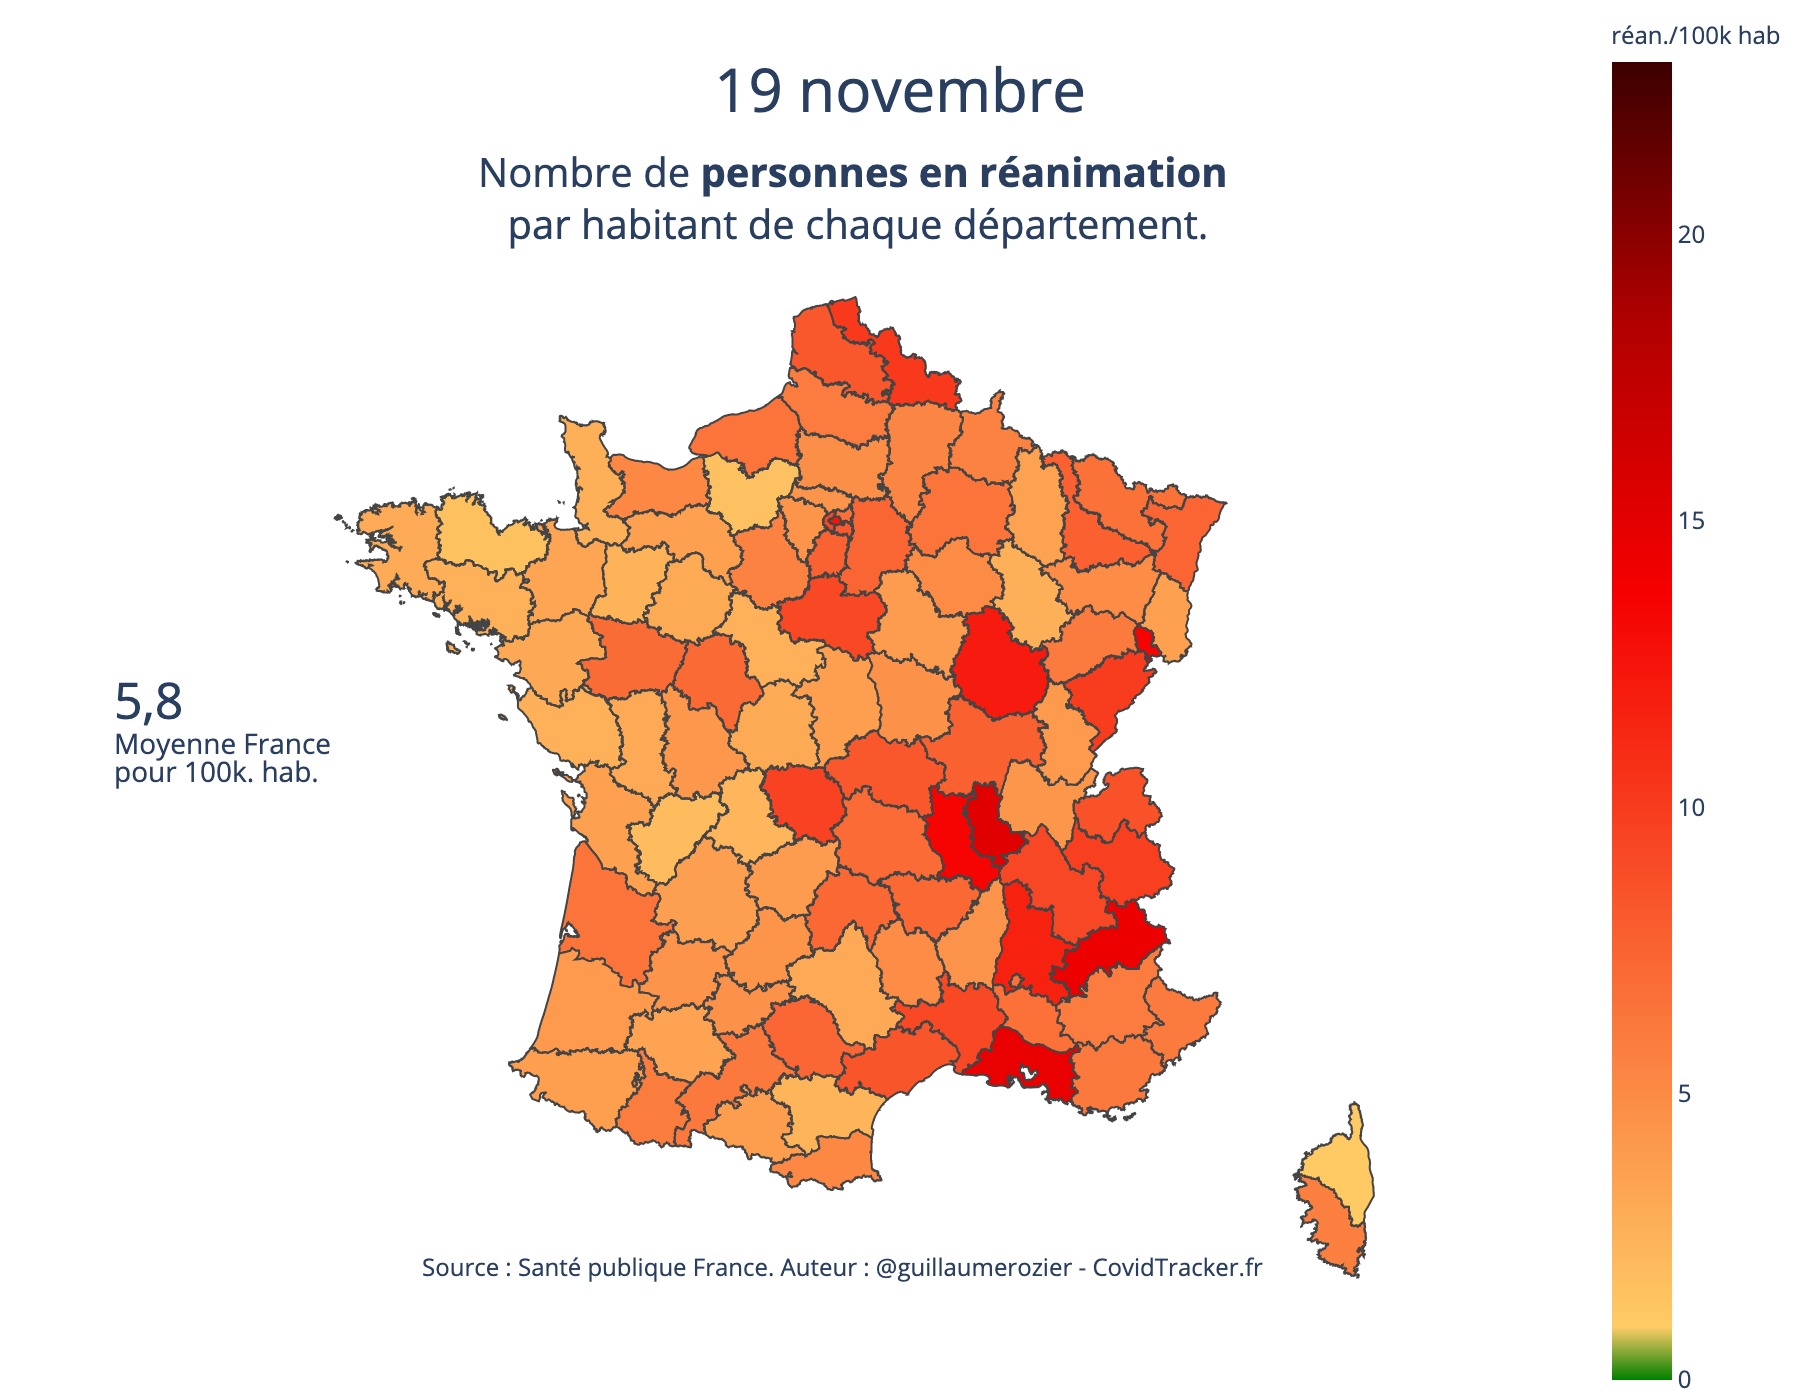 réan./100k hab
19 novembre
Nombre de personnes en réanimation
par habitant de chaque département.
20
15
5,8
Moyenne France
pour 100k. hab.
10
5
Source : Santé publique France. Auteur : @guillaumerozier - CovidTracker.fr
0